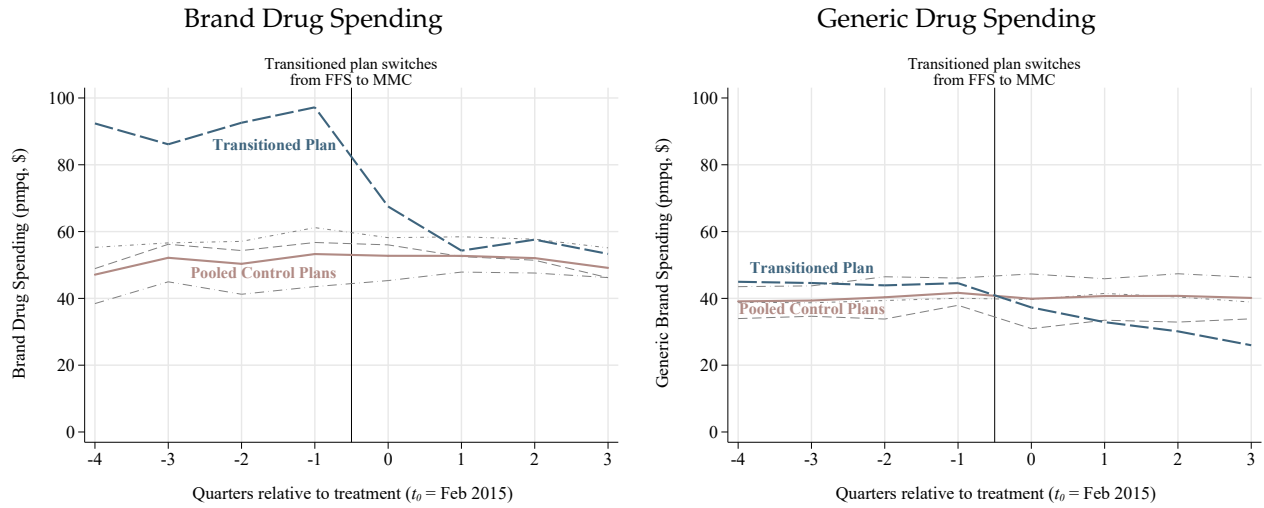 Brand Drug Spending
Transitioned plan switches
from FFS to MMC
Brand Drug Spending (pmpq, $)
100
80
60
40
20
0
Transitioned Plan
Pooled Control Plans
-4 -3 -2 -1 0 1 2 3
Quarters relative to treatment (t0 = Feb 2015)
Generic Drug Spending
Transitioned plan switches
from FFS to MMC
Generic Brand Spending (pmpq, $)
100
80
60
40
20
0
Transitioned Plan
Pooled Control Plans
-4 -3 -2 -1 0 1 2 3
Quarters relative to treatment (t0 = Feb 2015)